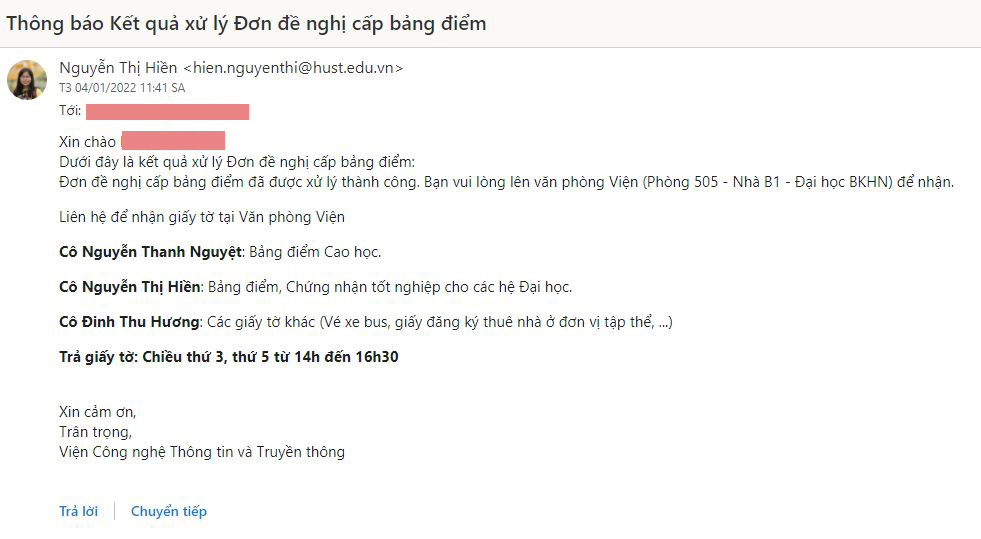 Thông báo Kết quả xử lý Đơn đề nghị cấp bảng điểm
Nguyễn Thị Hiền <hien.nguyenthi@hust.edu.vn>
T3 04/01/2022 11:41 SA
Tới:
Xin chào
Dưới đây là kết quả xử lý Đơn đề nghị cấp bảng điểm:
Đơn đề nghị cấp bảng điểm đã được xử lý thành công. Bạn vui lòng lên văn phòng Viện (Phòng 505 - Nhà B1 - Đại học BKHN) để nhận.
Liên hệ để nhận giấy tờ tại Văn phòng Viện
Cô Nguyễn Thanh Nguyệt: Bảng điểm Cao học.
Cô Nguyễn Thị Hiền: Bảng điểm, Chứng nhận tốt nghiệp cho các hệ Đại học.
Cô Đinh Thu Hương: Các giấy tờ khác (Vé xe bus, giấy đăng ký thuê nhà ở đơn vị tập thể, ...)
Trả giấy tờ: Chiều thứ 3, thứ 5 từ 14h đến 16h30
Xin cảm ơn,
Trân trọng,
Viện Công nghệ Thông tin và Truyền thông
Trả lời
Chuyển tiếp